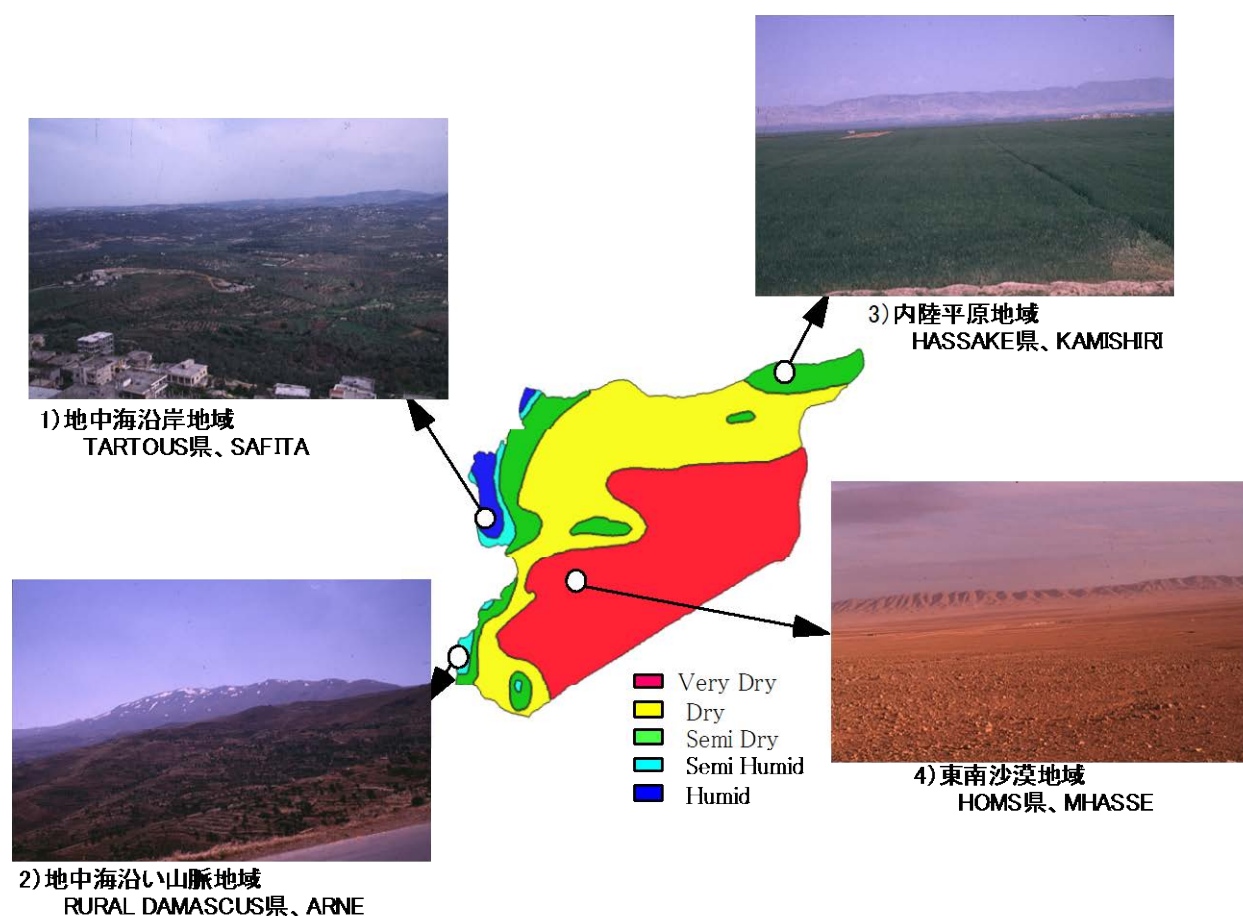 1)地中海沿岸地域
TARTOUS県、SAFITA
2)地中海沿い山脈地域
RURAL DAMASCUS県、ARNE
3)内陸平原地域
HASSAKE県、KAMISHIRI
4)東南沙漠地域
HOMS県、MHASSE
Very Dry
Dry
Semi Dry
Semi Humid
Humid